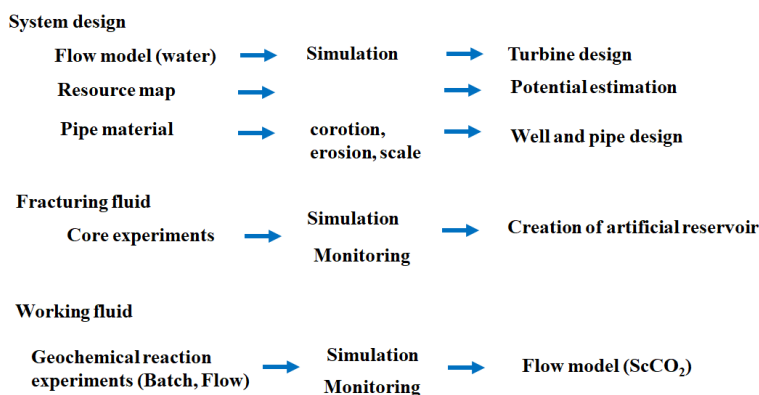 System design
Flow model (water) Simulation Turbine design
Resource map Potential estimation
Pipe material corotion, Well and pipe design
erosion, scale
Fracturing fluid
Core experiments Simulation Creation of artificial reservoir
Monitoring
Working fluid
Geochemical reaction Simulation Flow model (ScCO₂)
experiments (Batch, Flow) Monitoring